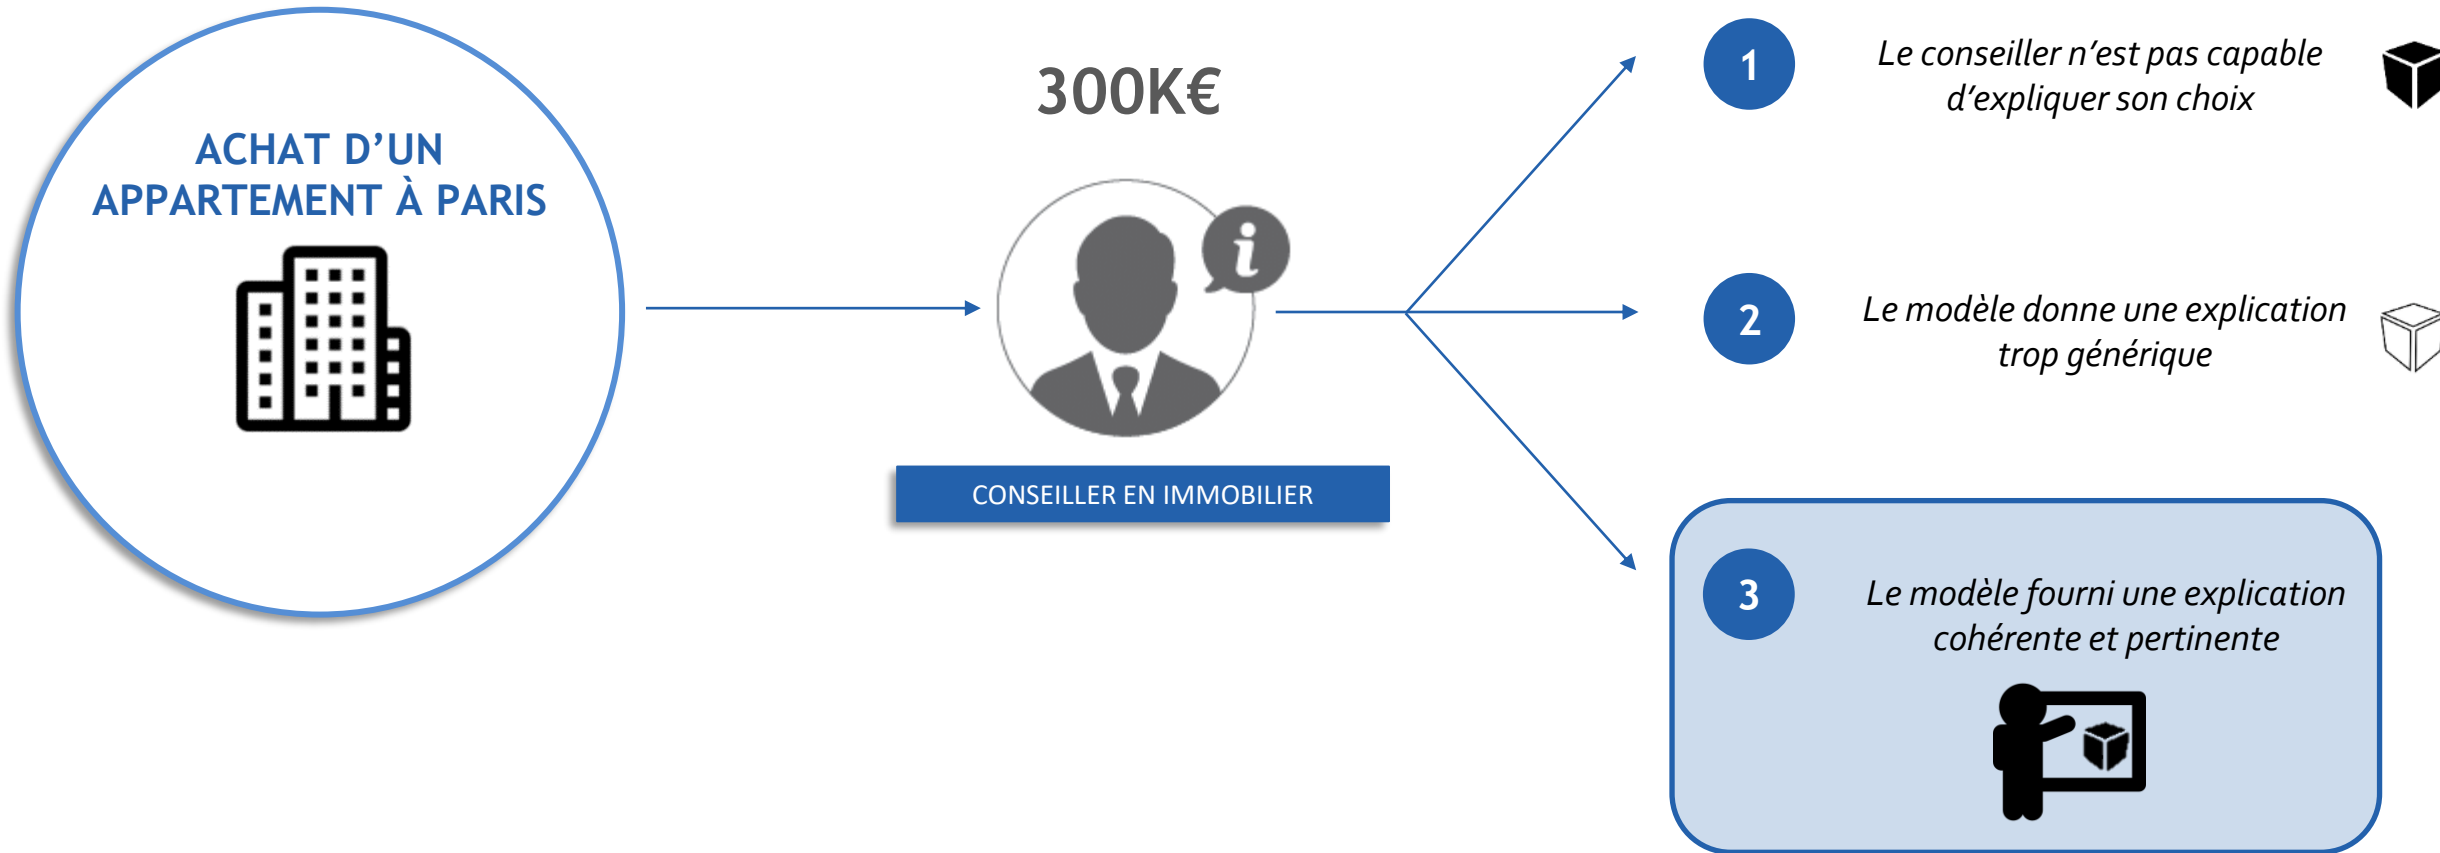 ACHAT D’UN
APPARTEMENT À PARIS
300K€
i
CONSEILLER EN IMMOBILIER
1
Le conseiller n’est pas capable
d’expliquer son choix
2
Le modèle donne une explication
trop générique
3
Le modèle fourni une explication
cohérente et pertinente